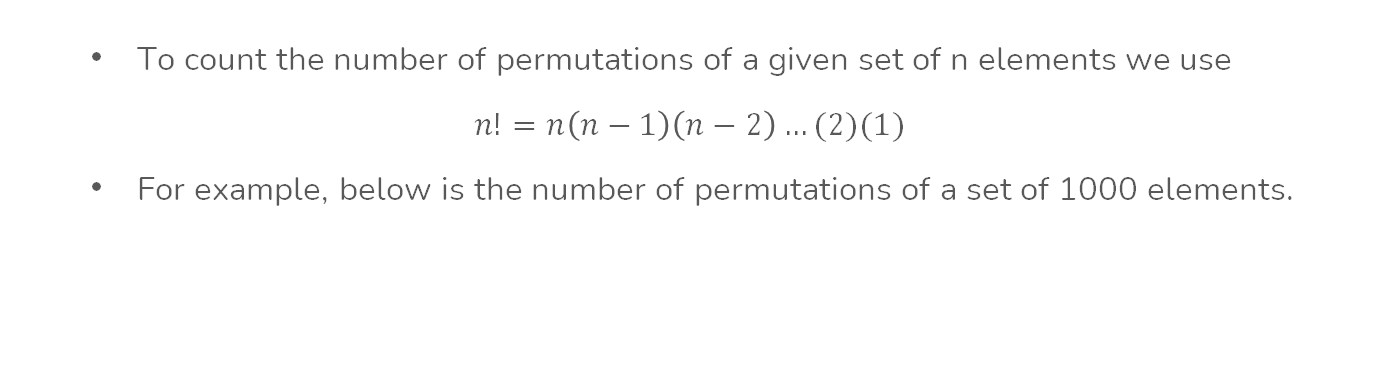 • To count the number of permutations of a given set of n elements we use
n! = n(n − 1)(n − 2) … (2)(1)
• For example, below is the number of permutations of a set of 1000 elements.